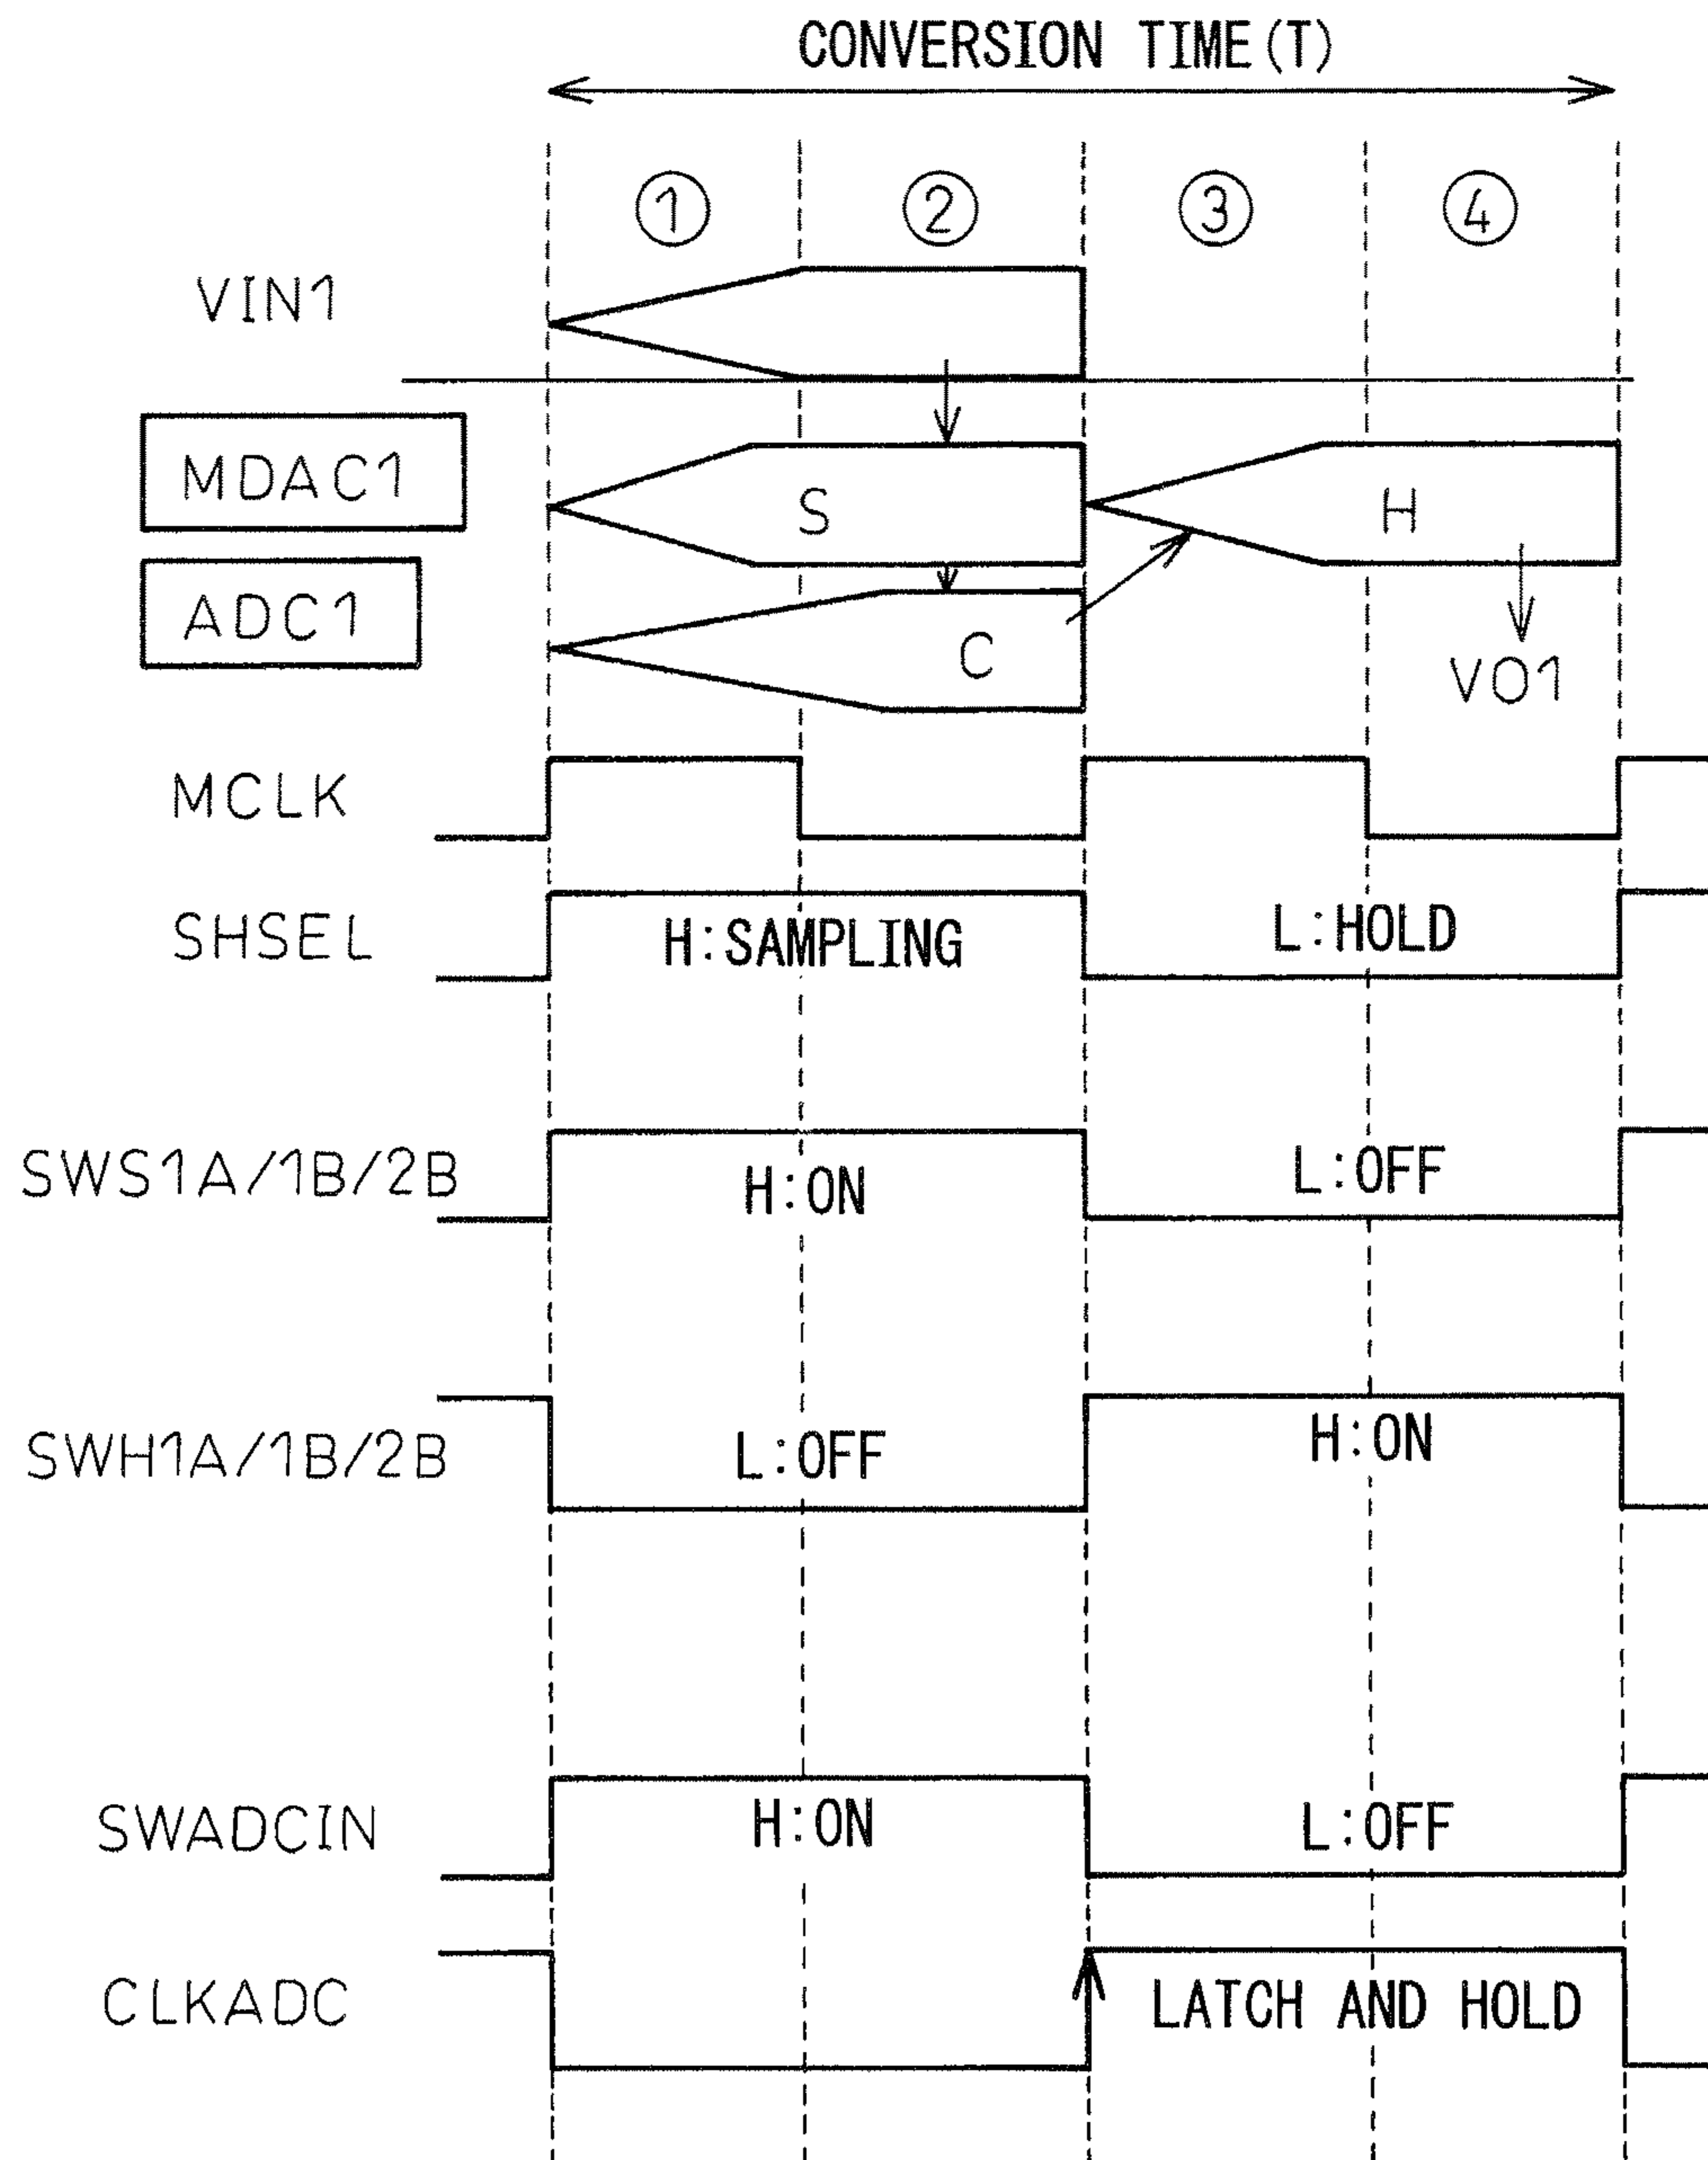 CONVERSION TIME(T)
① ② ③ ④
VIN1
MDAC1 S H
ADC1 C VO1
MCLK
SHSEL H:SAMPLING L:HOLD
SWS1A/1B/2B H:ON L:OFF
SWH1A/1B/2B L:OFF H:ON
SWADCIN H:ON L:OFF
CLKADC LATCH AND HOLD